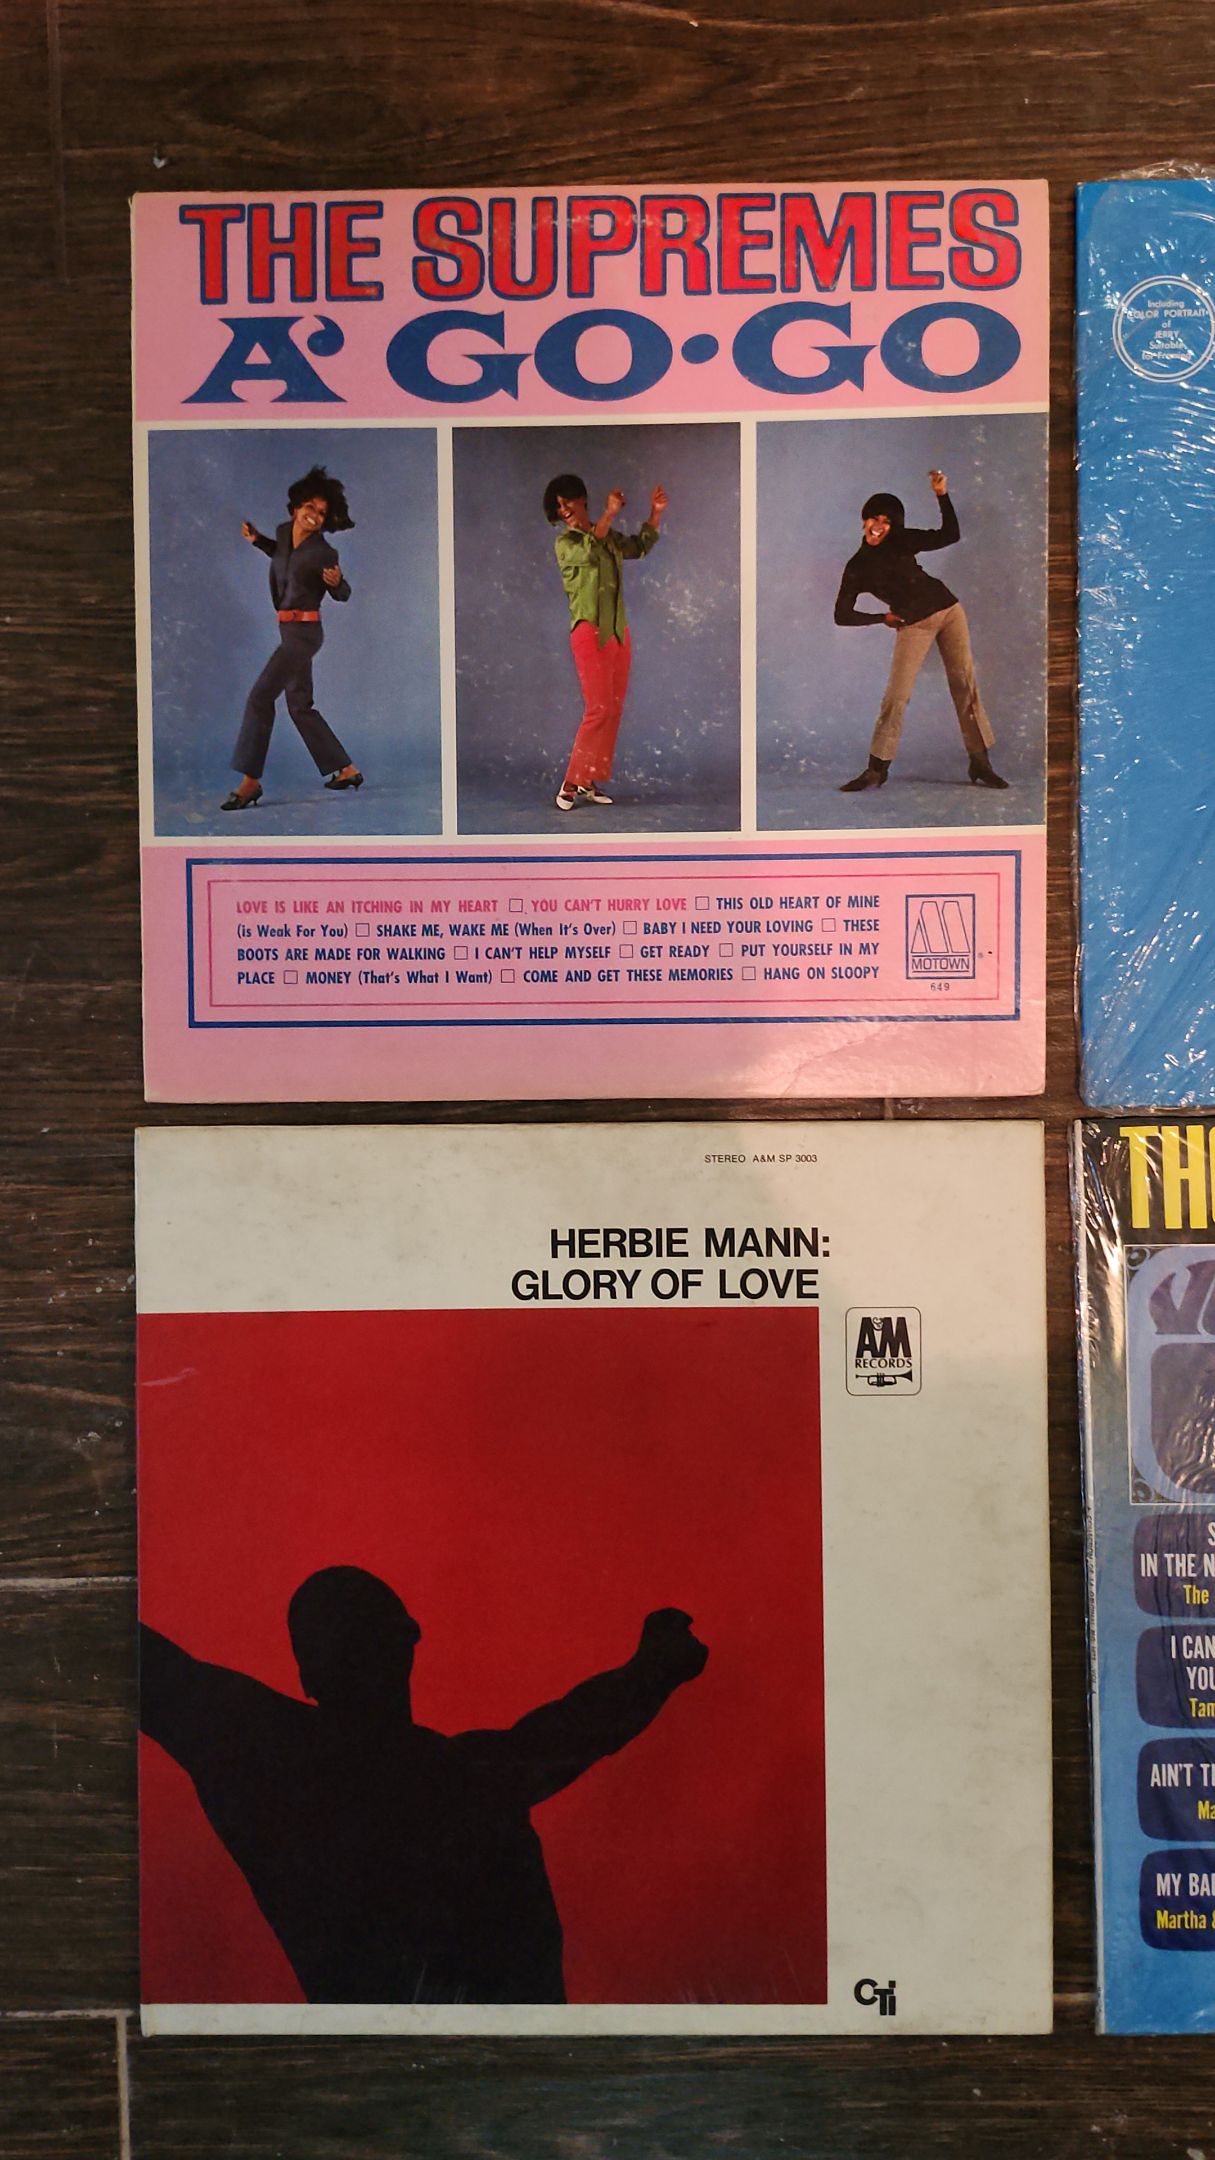 THE SUPREMES
A' GO•GO
LOVE IS LIKE AN ITCHING IN MY HEART □ YOU CAN'T HURRY LOVE □ THIS OLD HEART OF MINE
(is Weak For You) □ SHAKE ME, WAKE ME (When It's Over) □ BABY I NEED YOUR LOVING □ THESE
BOOTS ARE MADE FOR WALKING □ I CAN'T HELP MYSELF □ GET READY □ PUT YOURSELF IN MY
PLACE □ MONEY (That's What I Want) □ COME AND GET THESE MEMORIES □ HANG ON SLOOPY
MOTOWN
649
Including
COLOR PORTRAIT
of
JERRY
Suitable
for Framing
STEREO A&M SP 3003
HERBIE MANN:
GLORY OF LOVE
A&M
RECORDS
CTi
TH
IN THE N
The
I CAN
YOU
Tam
AIN'T T
Ma
MY BA
Martha &